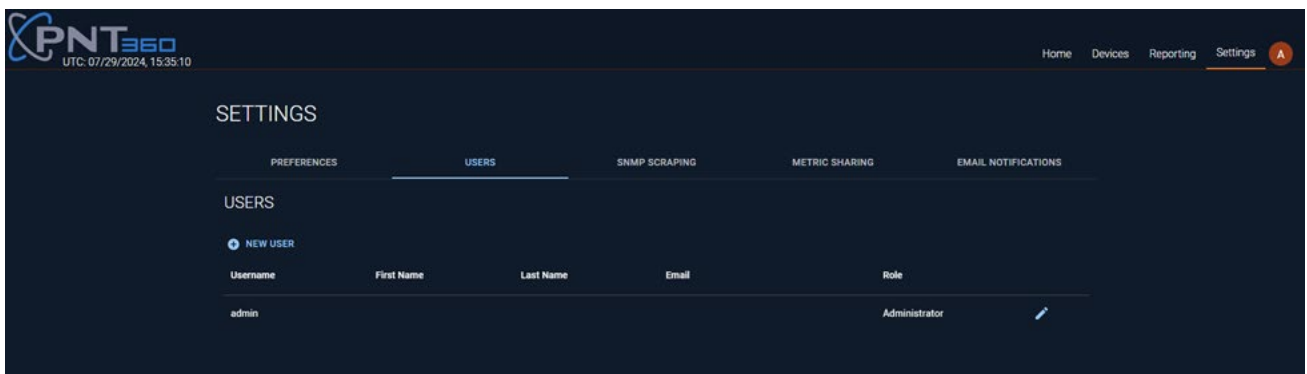 PNT360
UTC: 07/29/2024, 15:35:10
Home Devices Reporting Settings A
SETTINGS
PREFERENCES USERS SNMP SCRAPING METRIC SHARING EMAIL NOTIFICATIONS
USERS
NEW USER
Username First Name Last Name Email Role
admin Administrator